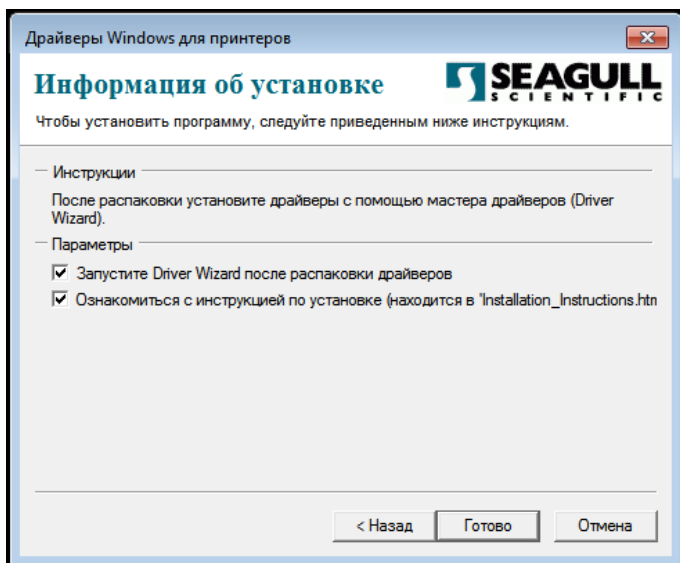 Драйверы Windows для принтеров
Информация об установке
SEAGULL
SCIENTIFIC
Чтобы установить программу, следуйте приведенным ниже инструкциям.
Инструкции
После распаковки установите драйверы с помощью мастера драйверов (Driver
Wizard).
Параметры
Запустите Driver Wizard после распаковки драйверов
Ознакомиться с инструкцией по установке (находится в 'Installation_Instructions.htm
< Назад
Готово
Отмена